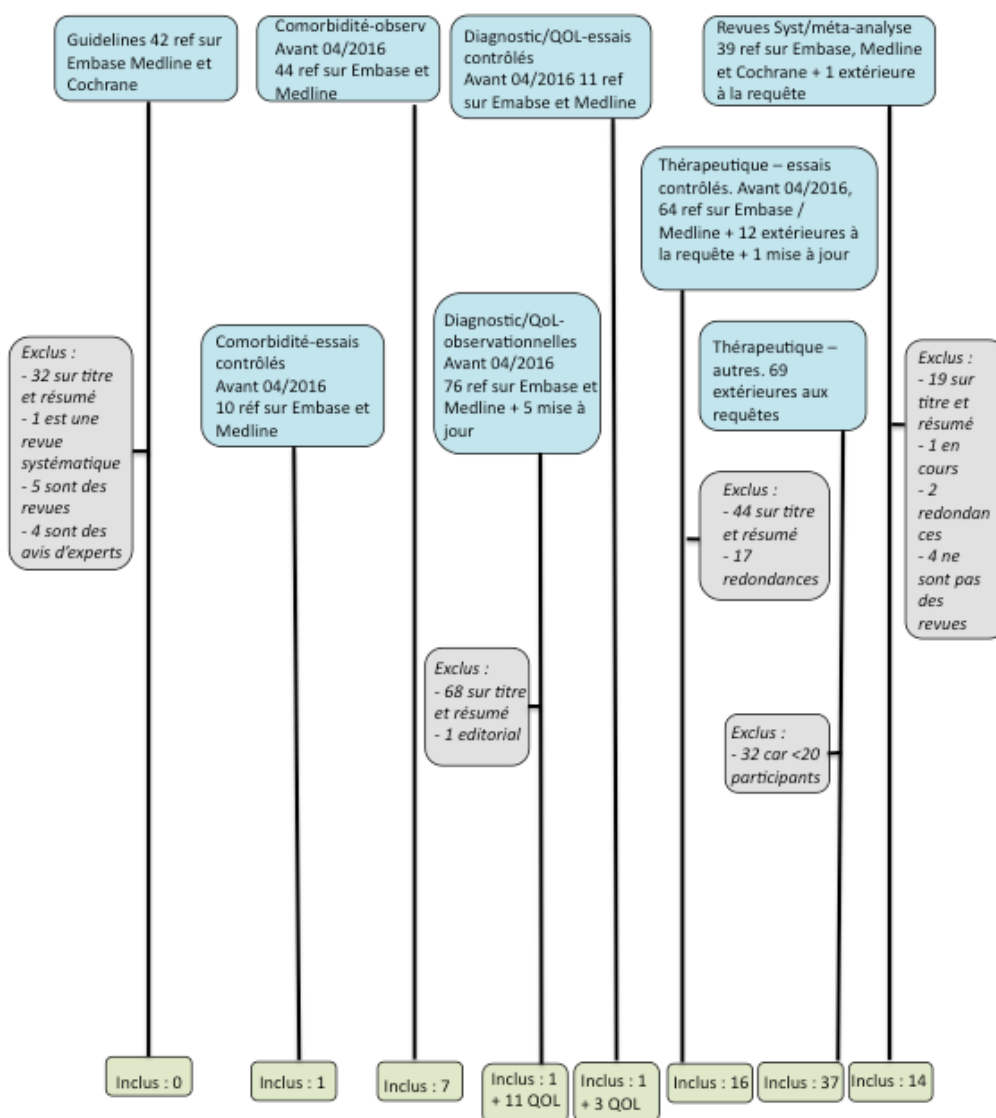 Guidelines 42 ref sur
Embase Medline et
Cochrane
Comorbidité-observ
Avant 04/2016
44 ref sur Embase et
Medline
Diagnostic/QOL-essais
contrôlés
Avant 04/2016 11 ref
sur Emabse et Medline
Revues Syst/méta-analyse
39 ref sur Embase, Medline
et Cochrane + 1 extérieure
à la requête
Thérapeutique – essais
contrôlés. Avant 04/2016,
64 ref sur Embase /
Medline + 12 extérieures à
la requête + 1 mise à jour
Comorbidité-essais
contrôlés
Avant 04/2016
10 réf sur Embase et
Medline
Diagnostic/QoL-
observationnelles
Avant 04/2016
76 ref sur Embase et
Medline + 5 mise à
jour
Thérapeutique –
autres. 69
extérieures aux
requêtes
Exclus :
- 32 sur titre
et résumé
- 1 est une
revue
systématique
- 5 sont des
revues
- 4 sont des
avis d'experts
Exclus :
- 68 sur titre
et résumé
- 1 editorial
Exclus :
- 44 sur titre
et résumé
- 17
redondances
Exclus :
- 32 car <20
participants
Exclus :
- 19 sur
titre et
résumé
- 1 en
cours
- 2
redondan
ces
- 4 ne
sont pas
des
revues
Inclus : 0
Inclus : 1
Inclus : 7
Inclus : 1
+ 11 QOL
Inclus : 1
+ 3 QOL
Inclus : 16
Inclus : 37
Inclus : 14